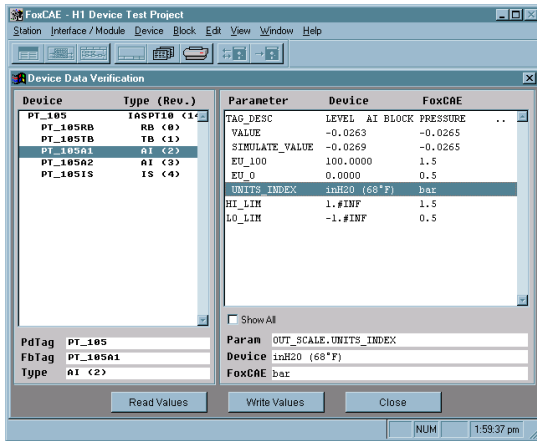 FoxCAE - H1 Device Test Project
Station Interface / Module Device Block Edit View Window Help
Device Data Verification
Device Type (Rev.)
PT_105 IASPT10 (14
PT_105RB RB (0)
PT_105TB TB (1)
PT_105A1 AI (2)
PT_105A2 AI (3)
PT_105IS IS (4)
PdTag PT_105
FbTag PT_105A1
Type AI (2)
Parameter Device FoxCAE
TAG_DESC LEVEL AI BLOCK PRESSURE ..
VALUE -0.0263 -0.0265
SIMULATE_VALUE -0.0269 -0.0265
EU_100 100.0000 1.5
EU_0 0.0000 0.5
UNITS_INDEX inH20 (68°F) bar
HI_LIM 1.#INF 1.5
LO_LIM -1.#INF 0.5
Show All
Param OUT_SCALE.UNITS_INDEX
Device inH20 (68°F)
FoxCAE bar
Read Values Write Values Close
NUM 1:59:37 pm